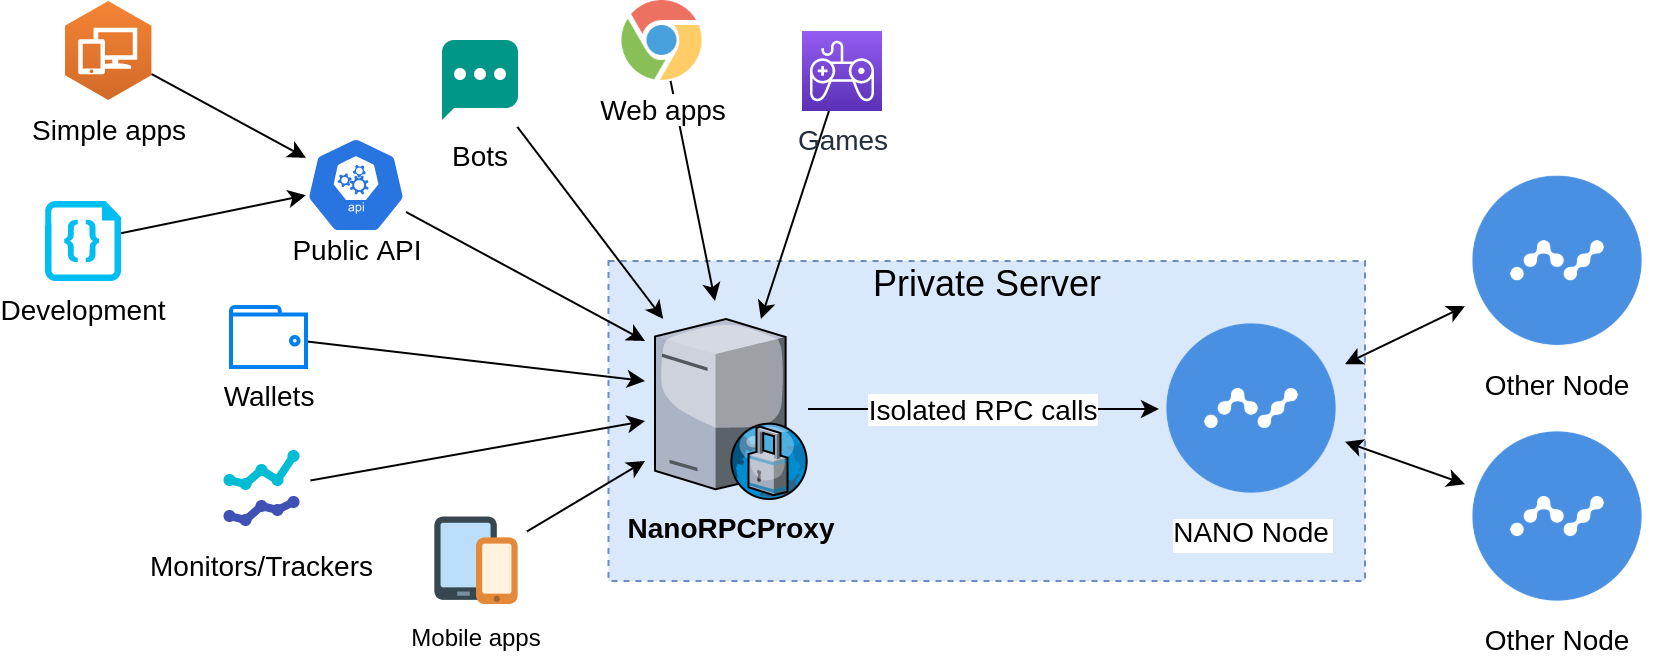 Simple apps
Bots
Web apps
Games
api
Public API
Development
Private Server
Wallets
Isolated RPC calls
Other Node
NanoRPCProxy
NANO Node
Monitors/Trackers
Mobile apps
Other Node